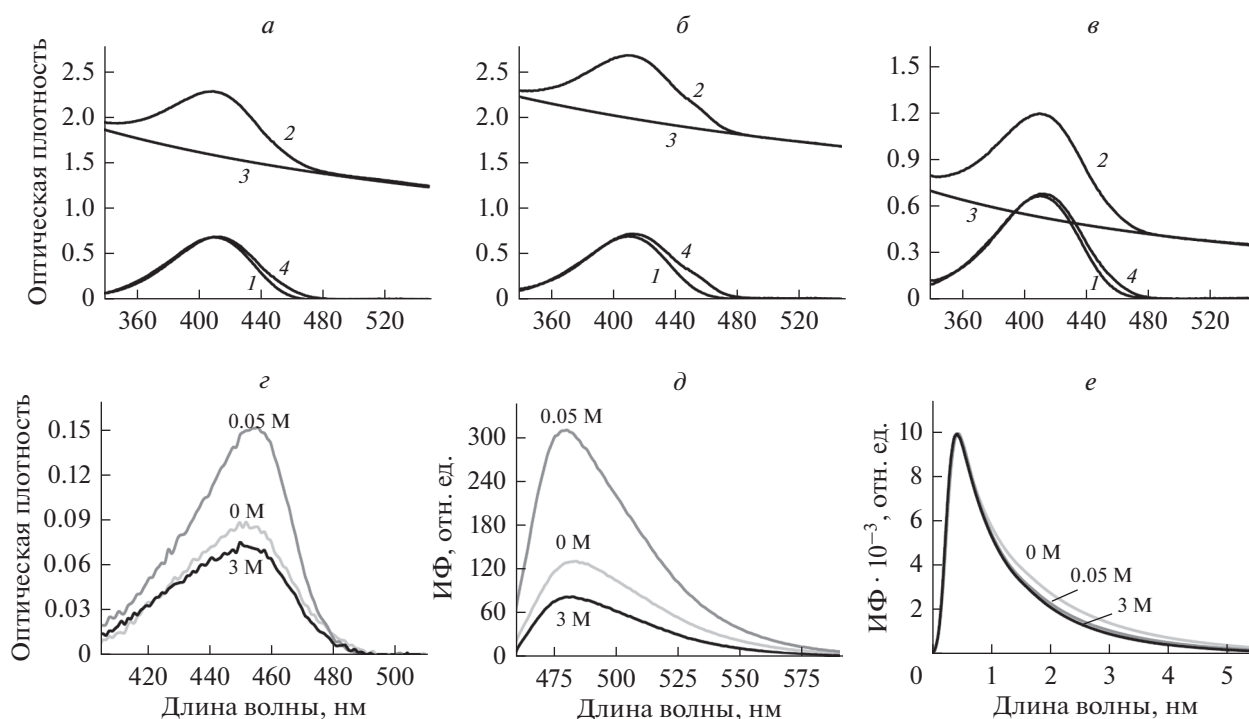 а
Оптическая плотность
2.5
2.0
1.5
1.0
0.5
0
2
3
4
1
360 400 440 480 520
б
2.5
2.0
1.5
1.0
0.5
0
2
3
4
1
360 400 440 480 520
в
1.5
1.2
0.9
0.6
0.3
0
2
3
4
1
360 400 440 480 520
г
Оптическая плотность
0.15
0.12
0.09
0.06
0.03
0
0.05 М
0 М
3 М
420 440 460 480 500
Длина волны, нм
д
ИФ, отн. ед.
300
240
180
120
60
0
0.05 М
0 М
3 М
475 500 525 550 575
Длина волны, нм
е
ИФ · 10⁻³, отн. ед.
10
8
6
4
2
0 М
0.05 М
3 М
0 1 2 3 4 5
Длина волны, нм